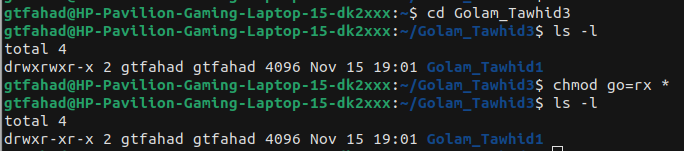 gtfahad@HP-Pavilion-Gaming-Laptop-15-dk2xxx:~$ cd Golam_Tawhid3
gtfahad@HP-Pavilion-Gaming-Laptop-15-dk2xxx:~/Golam_Tawhid3$ ls -l
total 4
drwxrwxr-x 2 gtfahad gtfahad 4096 Nov 15 19:01 Golam_Tawhid1
gtfahad@HP-Pavilion-Gaming-Laptop-15-dk2xxx:~/Golam_Tawhid3$ chmod go=rx *
gtfahad@HP-Pavilion-Gaming-Laptop-15-dk2xxx:~/Golam_Tawhid3$ ls -l
total 4
drwxr-xr-x 2 gtfahad gtfahad 4096 Nov 15 19:01 Golam_Tawhid1